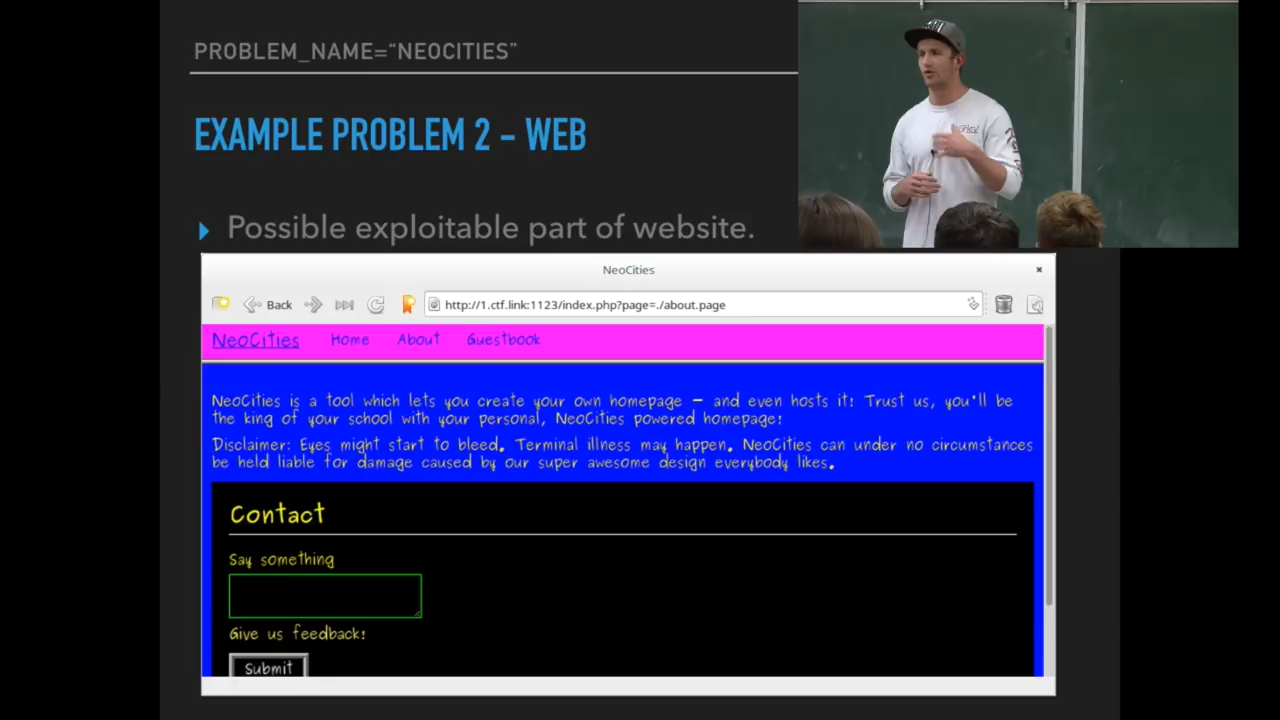 PROBLEM_NAME=“NEOCITIES”
EXAMPLE PROBLEM 2 - WEB
Possible exploitable part of website.
NeoCities
Back
http://1.ctf.link:1123/index.php?page=./about.page
NeoCities Home About Guestbook
NeoCities is a tool which lets you create your own homepage – and even hosts it! Trust us, you'll be
the king of your school with your personal, NeoCities powered homepage!
Disclaimer: Eyes might start to bleed. Terminal illness may happen. NeoCities can under no circumstances
be held liable for damage caused by our super awesome design everybody likes.
Contact
Say something
Give us feedback!
Submit